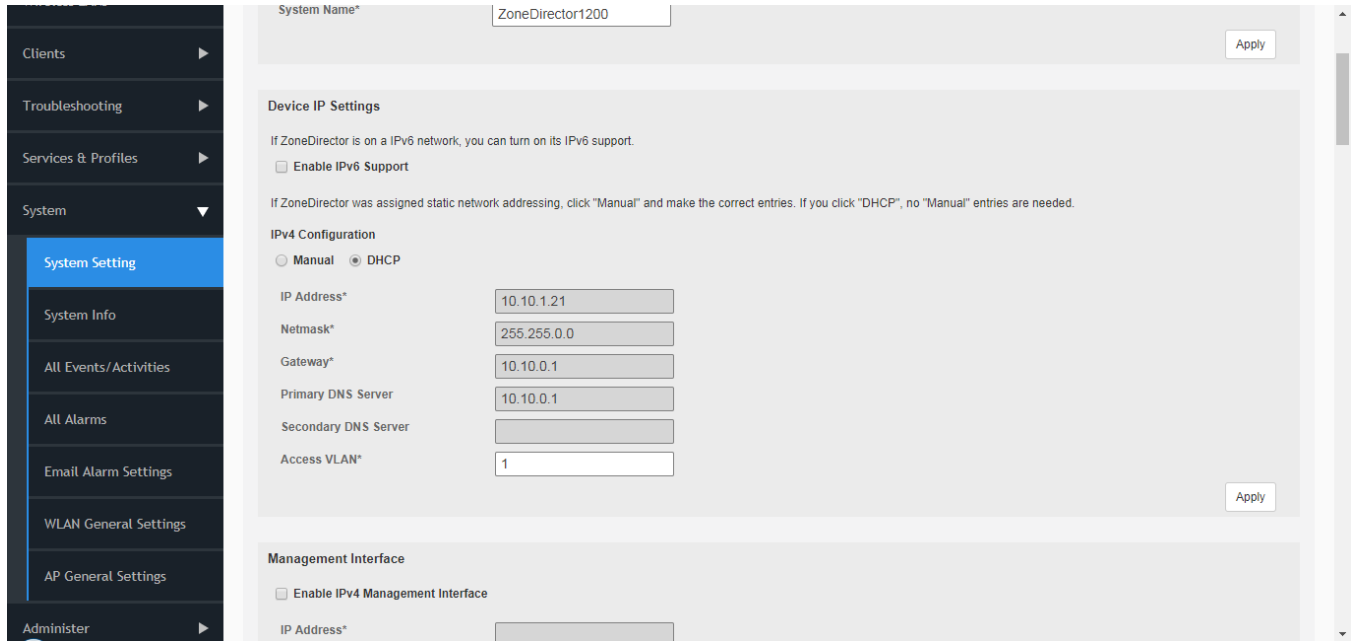 System Name*
ZoneDirector1200
Clients
Apply
Troubleshooting
Device IP Settings
If ZoneDirector is on a IPv6 network, you can turn on its IPv6 support.
Services & Profiles
Enable IPv6 Support
System
If ZoneDirector was assigned static network addressing, click "Manual" and make the correct entries. If you click "DHCP", no "Manual" entries are needed.
IPv4 Configuration
System Setting
Manual DHCP
IP Address*
10.10.1.21
System Info
Netmask*
255.255.0.0
Gateway*
10.10.0.1
All Events/Activities
Primary DNS Server
10.10.0.1
All Alarms
Secondary DNS Server
Access VLAN*
1
Email Alarm Settings
Apply
WLAN General Settings
Management Interface
AP General Settings
Enable IPv4 Management Interface
Administer
IP Address*